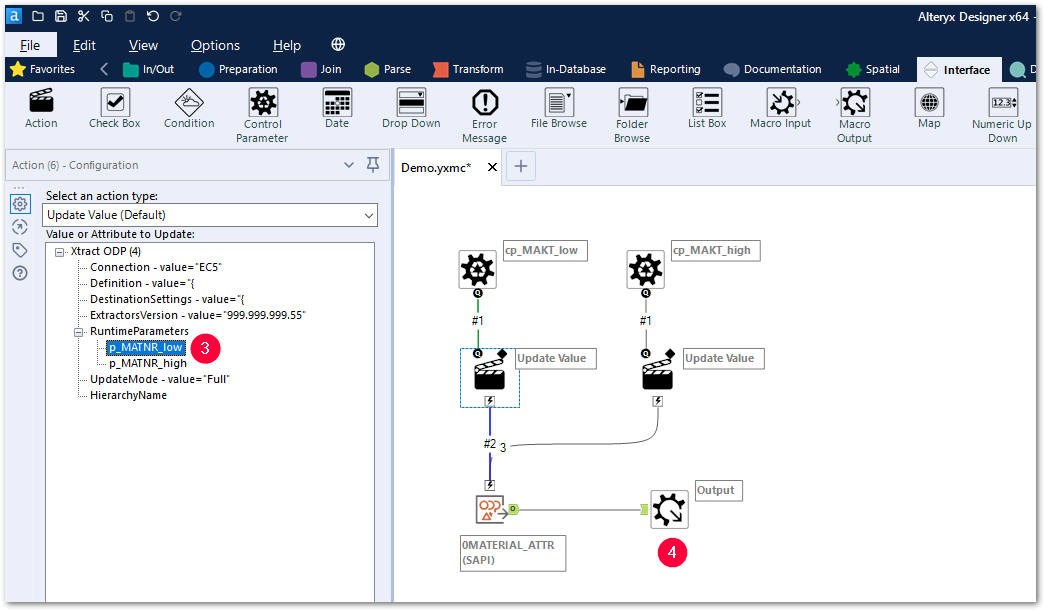 a
Alteryx Designer x64 -
File Edit View Options Help
Favorites In/Out Preparation Join Parse Transform In-Database Reporting Documentation Spatial Interface D
Action Check Box Condition Control Parameter Date Drop Down Error Message File Browse Folder Browse List Box Macro Input Macro Output Map 12.3 Numeric Up Down
Action (6) - Configuration
Demo.yxmc*
Select an action type:
Update Value (Default)
Value or Attribute to Update:
Xtract ODP (4)
Connection - value="EC5"
Definition - value="{
DestinationSettings - value="{
ExtractorsVersion - value="999.999.999.55"
RuntimeParameters
p_MATNR_low 3
p_MATNR_high
UpdateMode - value="Full"
HierarchyName
cp_MAKT_low cp_MAKT_high
Q Q
#1 #1
Q Q
Update Value Update Value
#2 3
ODP
O
Output
0MATERIAL_ATTR
(SAPI)
4